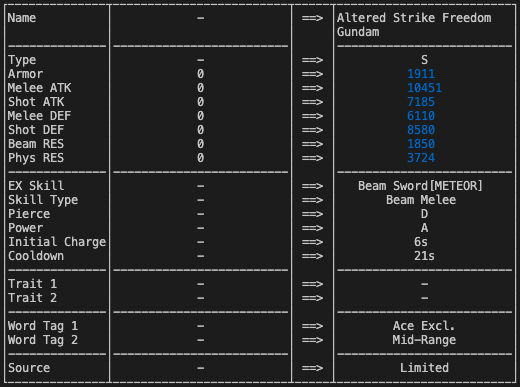 Name - ==> Altered Strike Freedom
Gundam
Type - ==> S
Armor 0 ==> 1911
Melee ATK 0 ==> 10451
Shot ATK 0 ==> 7185
Melee DEF 0 ==> 6110
Shot DEF 0 ==> 8580
Beam RES 0 ==> 1850
Phys RES 0 ==> 3724
EX Skill - ==> Beam Sword[METEOR]
Skill Type - ==> Beam Melee
Pierce - ==> D
Power - ==> A
Initial Charge - ==> 6s
Cooldown - ==> 21s
Trait 1 - ==> -
Trait 2 - ==> -
Word Tag 1 - ==> Ace Excl.
Word Tag 2 - ==> Mid-Range
Source - ==> Limited